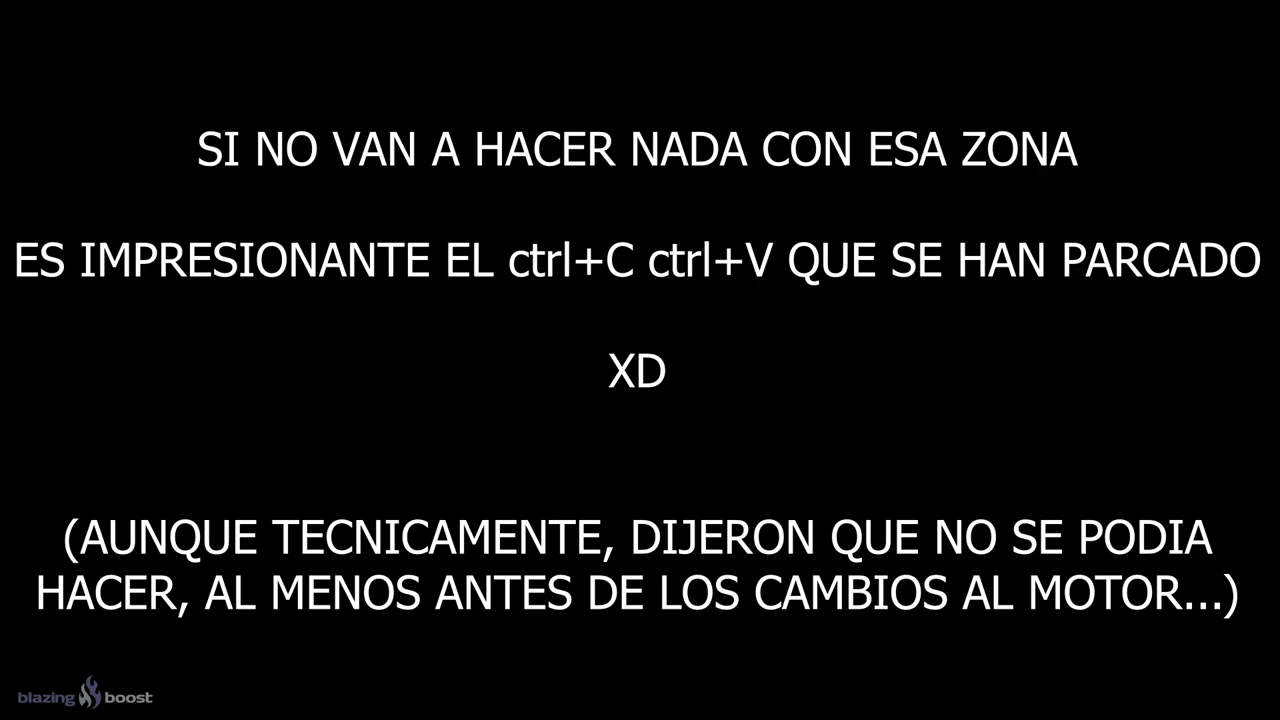 SI NO VAN A HACER NADA CON ESA ZONA
ES IMPRESIONANTE EL ctrl+C ctrl+V QUE SE HAN PARCADO
XD
(AUNQUE TECNICAMENTE, DIJERON QUE NO SE PODIA
HACER, AL MENOS ANTES DE LOS CAMBIOS AL MOTOR...)
blazing boost